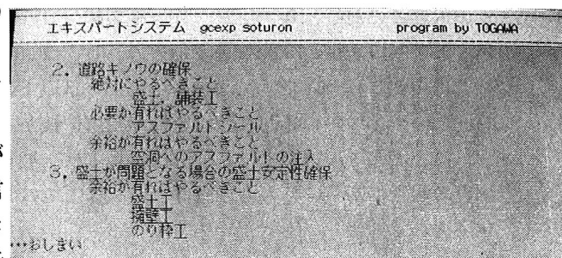 エキスパートシステム gcexp soturon program by TOGAWA
2. 道路キノウの確保
絶対にやるべきこと
盛土, 舗装工
必要が有ればやるべきこと
アスファルトシール
余裕が有ればやるべきこと
空洞へのアスファルトの注入
3. 盛土が問題となる場合の盛土安定性確保
余裕が有ればやるべきこと
盛土工
擁壁工
のり枠工
…おしまい